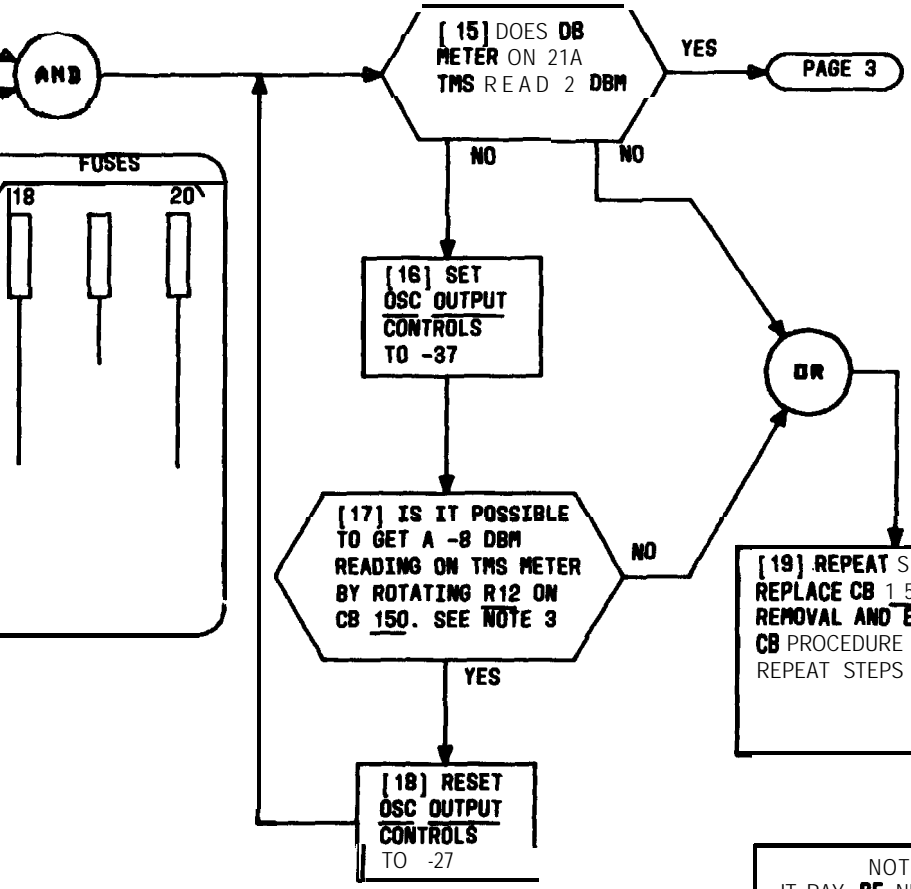 AND
[15] DOES DB
METER ON 21A
TMS READ 2 DBM
YES
PAGE 3
NO
NO
FUSES
18
20
[16] SET
OSC OUTPUT
CONTROLS
TO -37
OR
[17] IS IT POSSIBLE
TO GET A -8 DBM
READING ON TMS METER
BY ROTATING R12 ON
CB 150. SEE NOTE 3
NO
YES
[19] REPEAT S
REPLACE CB 15
REMOVAL AND
CB PROCEDURE
REPEAT STEPS
[18] RESET
OSC OUTPUT
CONTROLS
TO -27
NOT